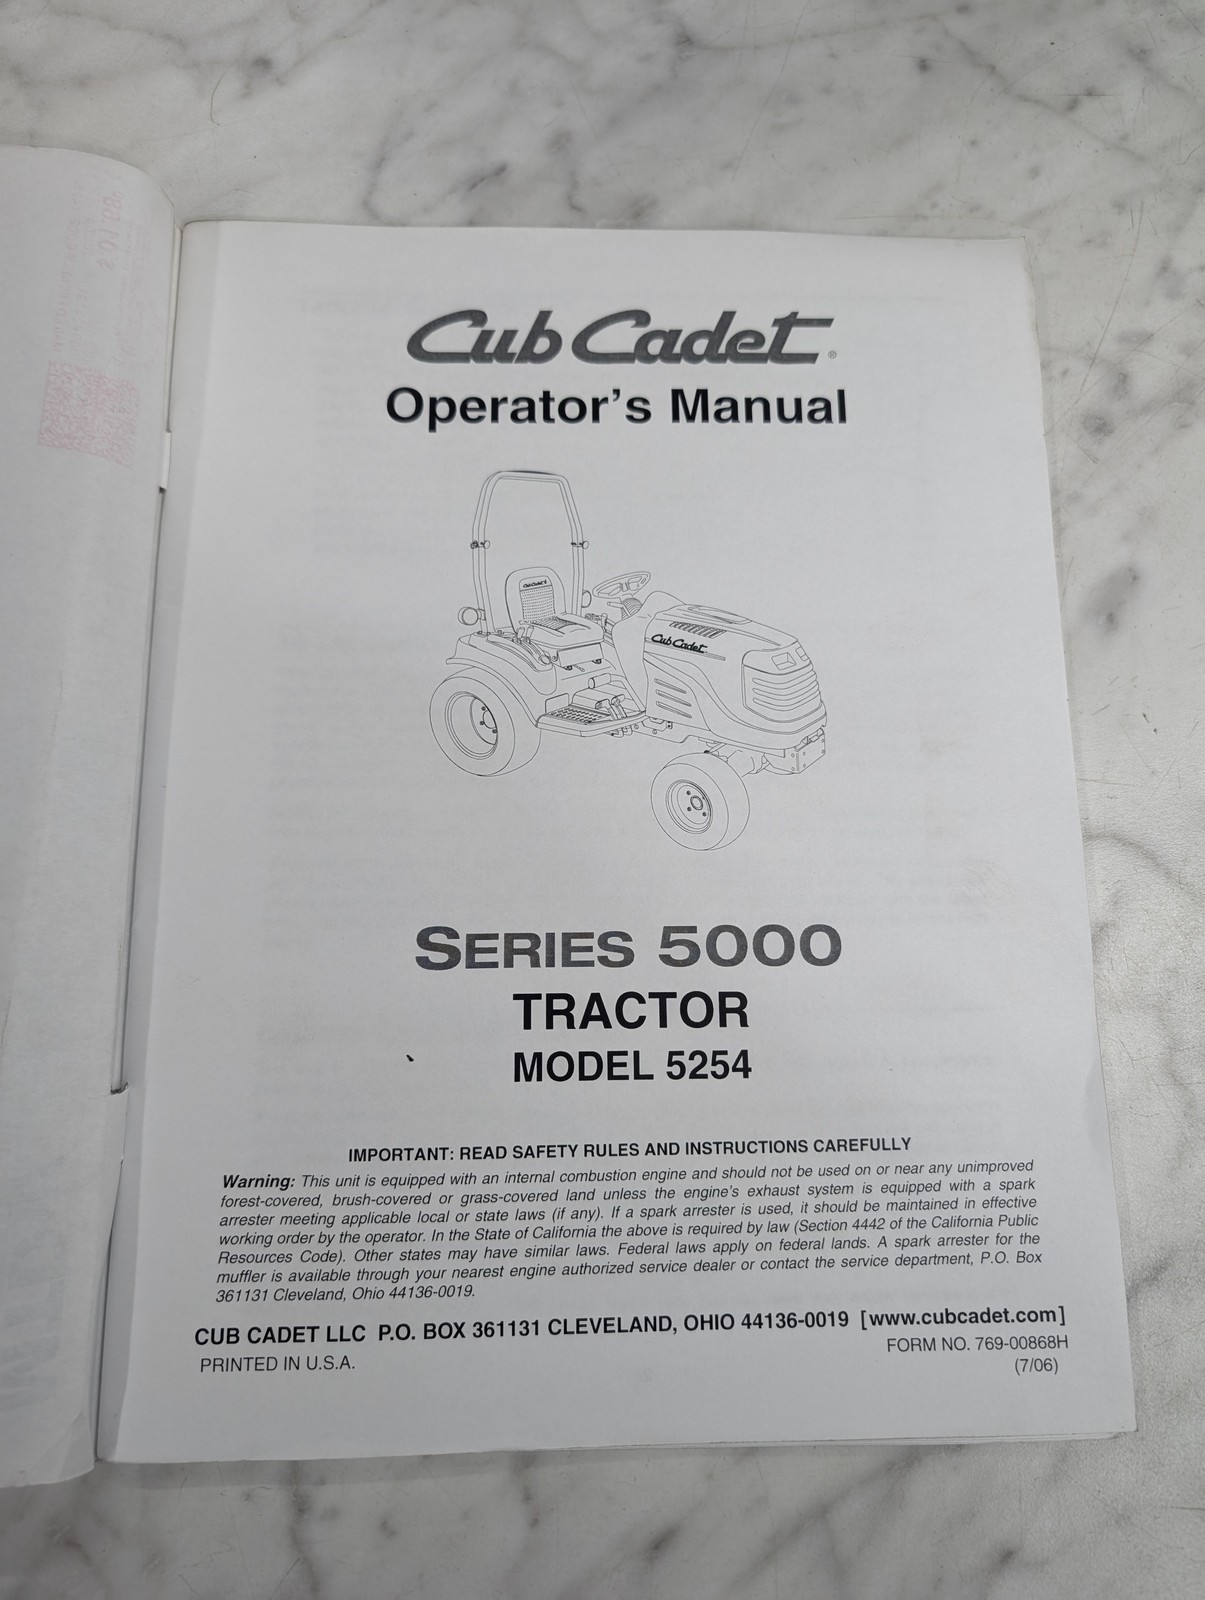 Cub Cadet®
Operator's Manual
Cub Cadet
Cub Cadet
SERIES 5000
TRACTOR
MODEL 5254
IMPORTANT: READ SAFETY RULES AND INSTRUCTIONS CAREFULLY
Warning: This unit is equipped with an internal combustion engine and should not be used on or near any unimproved
forest-covered, brush-covered or grass-covered land unless the engine's exhaust system is equipped with a spark
arrester meeting applicable local or state laws (if any). If a spark arrester is used, it should be maintained in effective
working order by the operator. In the State of California the above is required by law (Section 4442 of the California Public
Resources Code). Other states may have similar laws. Federal laws apply on federal lands. A spark arrester for the
muffler is available through your nearest engine authorized service dealer or contact the service department, P.O. Box
361131 Cleveland, Ohio 44136-0019.
CUB CADET LLC P.O. BOX 361131 CLEVELAND, OHIO 44136-0019 [www.cubcadet.com]
PRINTED IN U.S.A.
FORM NO. 769-00868H
(7/06)